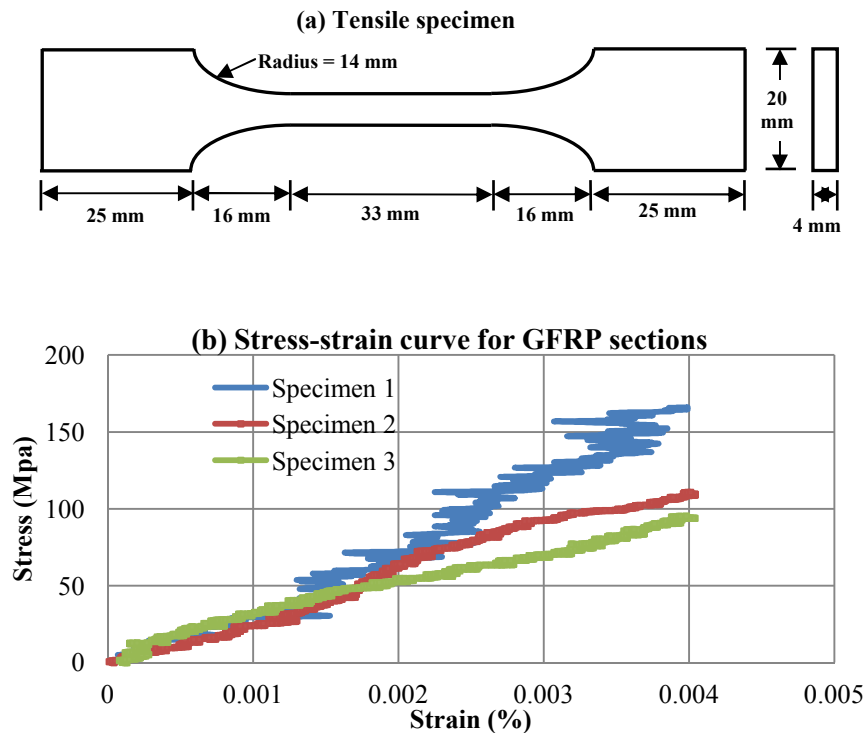 (a) Tensile specimen
Radius = 14 mm
20
mm
25 mm
16 mm
33 mm
16 mm
25 mm
4 mm
(b) Stress-strain curve for GFRP sections
200
150
100
50
0
Stress (Mpa)
Specimen 1
Specimen 2
Specimen 3
0
0.001
0.002
0.003
0.004
0.005
Strain (%)